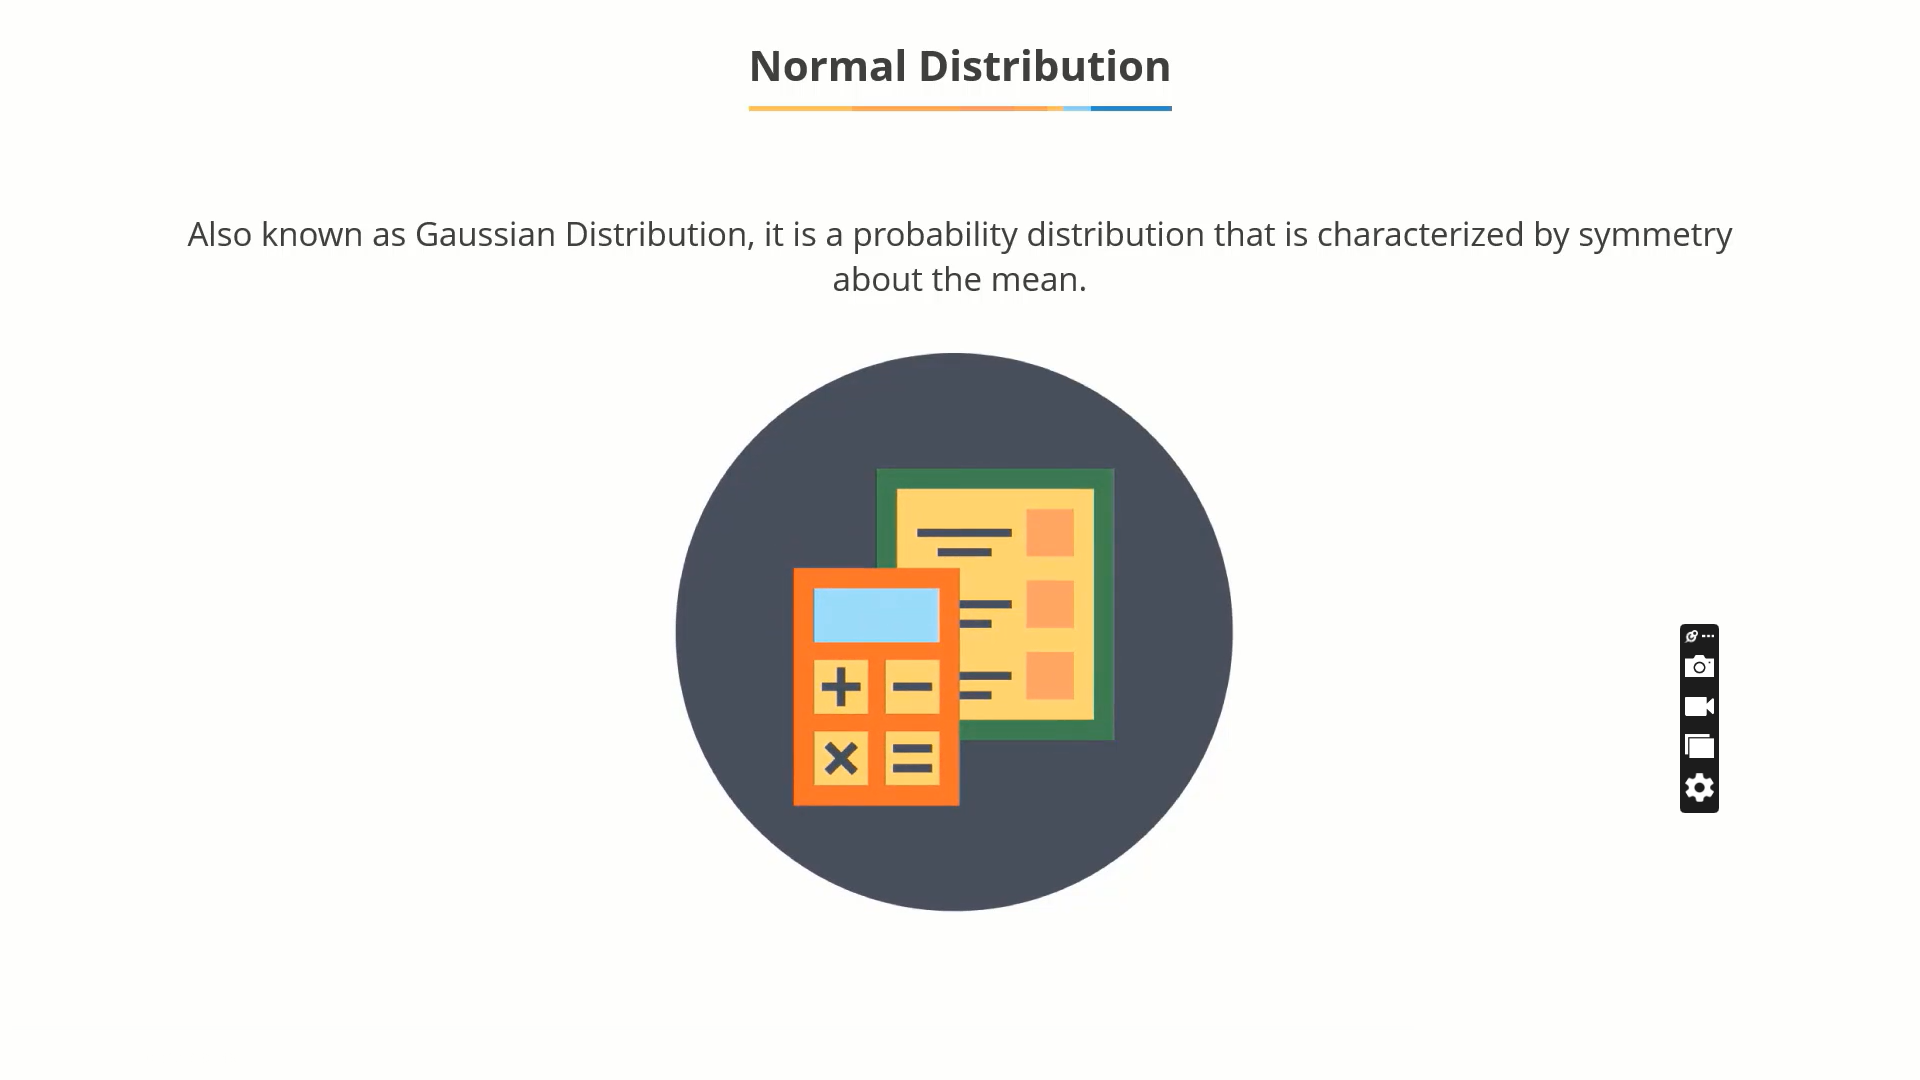 Normal Distribution
Also known as Gaussian Distribution, it is a probability distribution that is characterized by symmetry
about the mean.